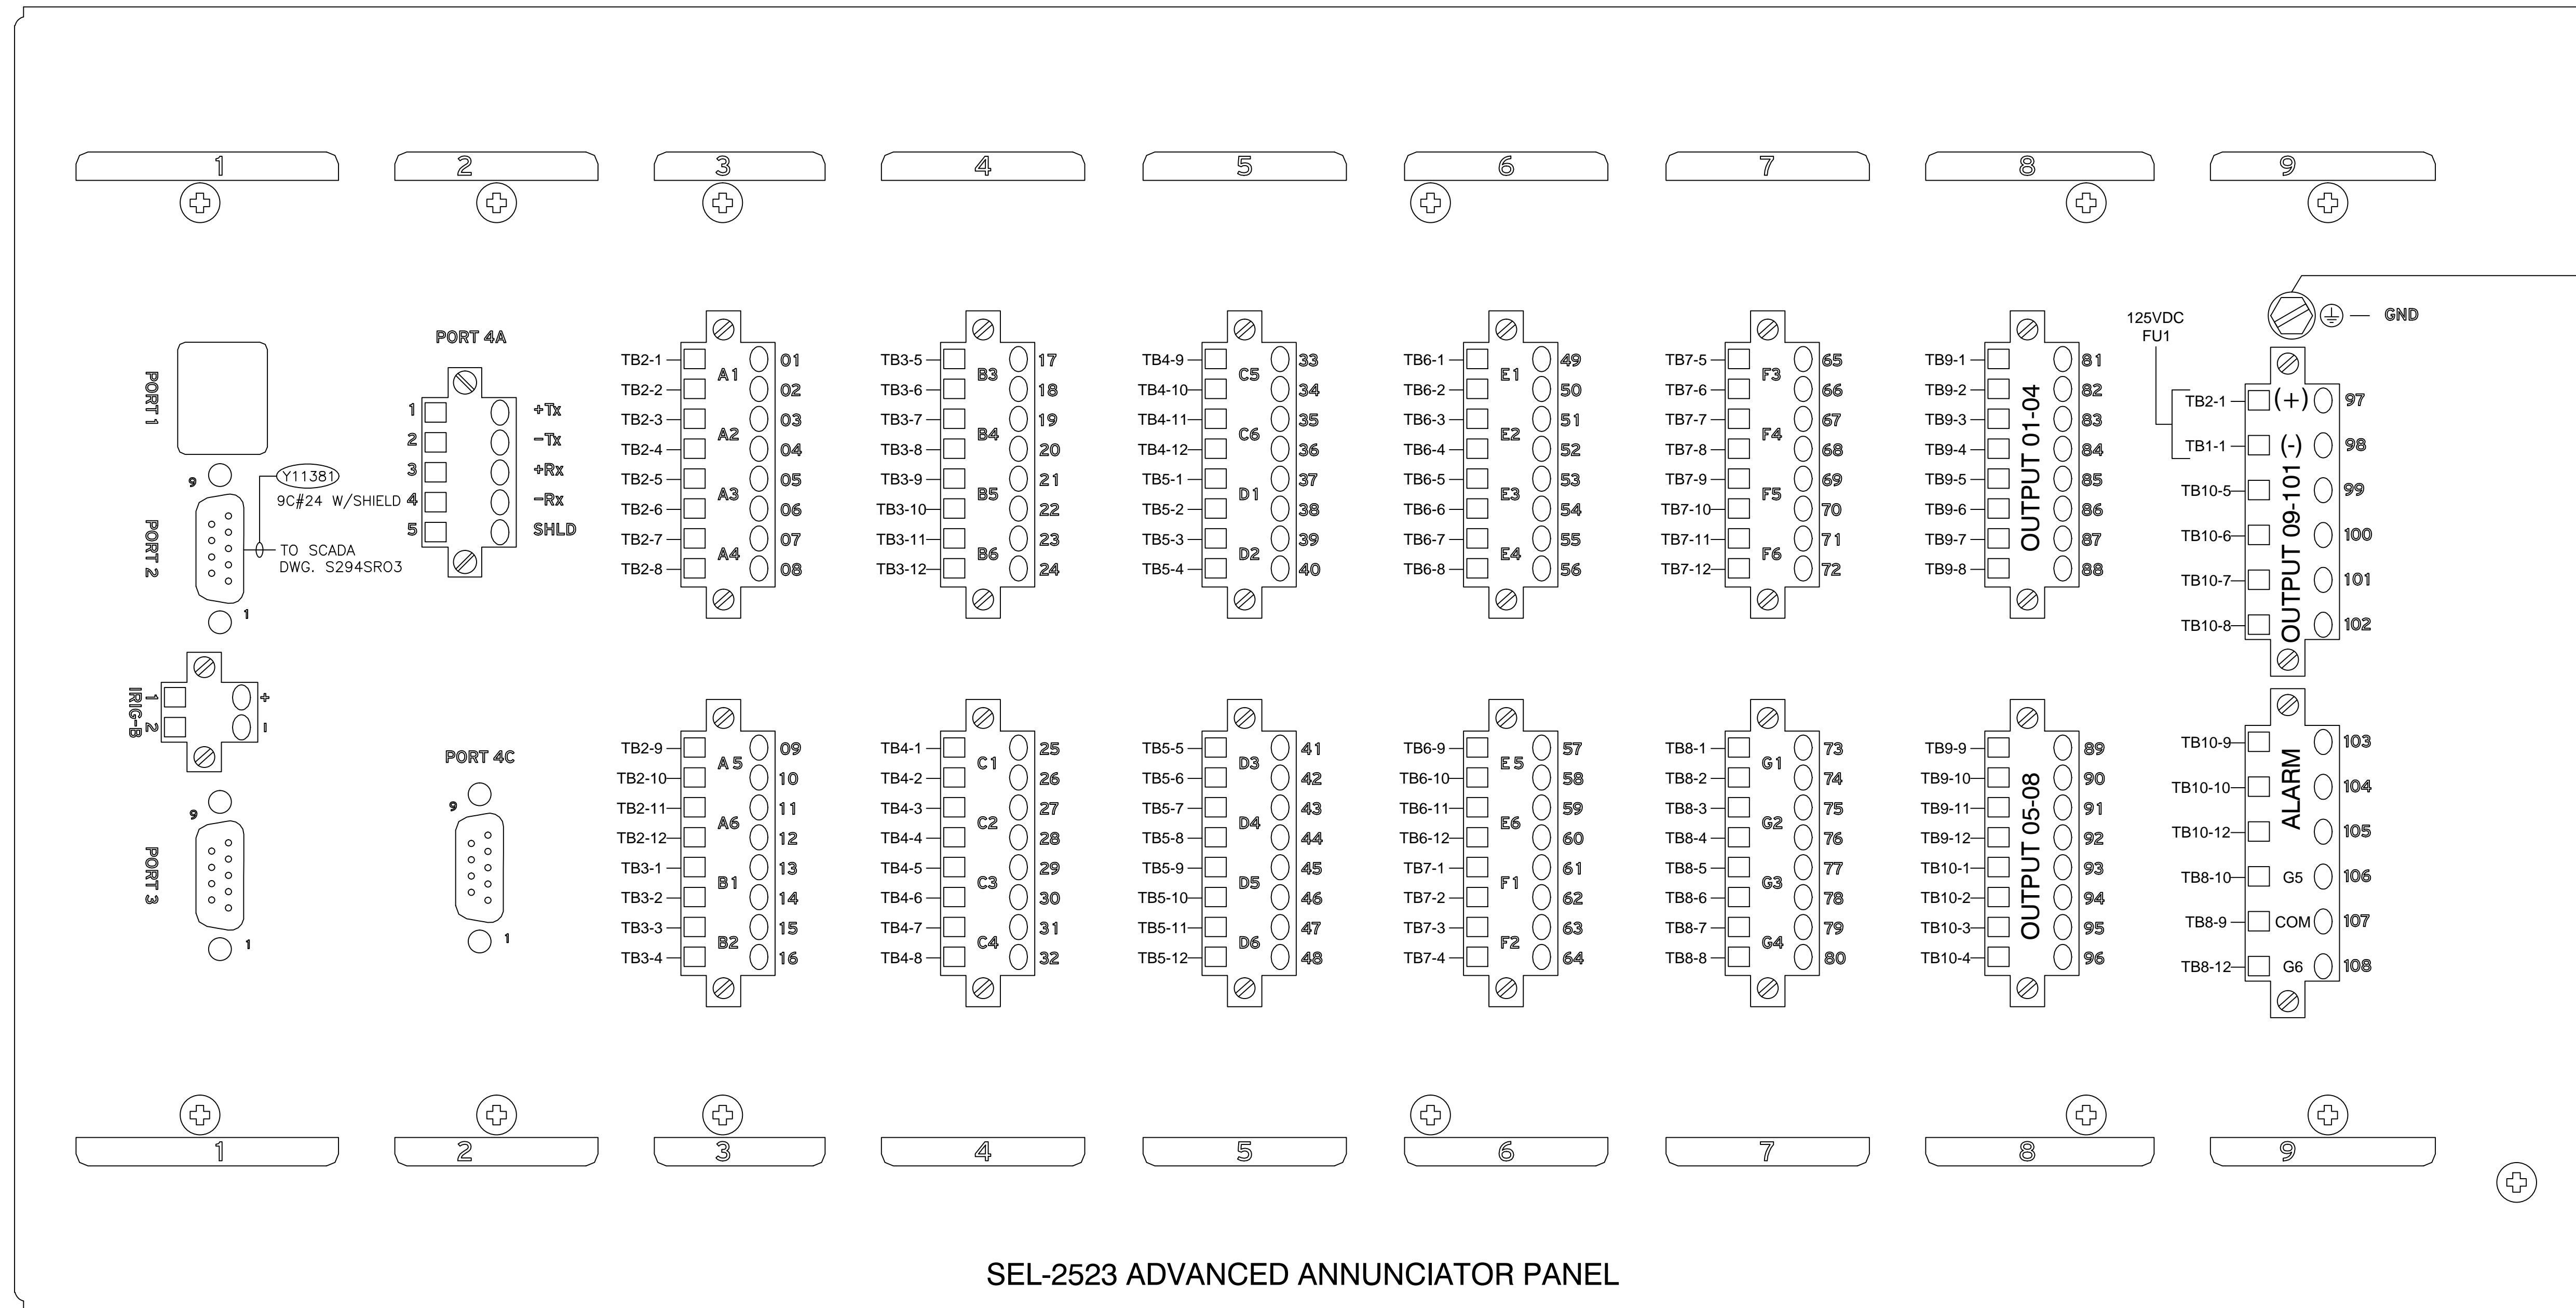 1 2 3 4 5 6 7 8 9
PORT 1
9
PORT 2
1
Y11381
9C#24 W/SHIELD
TO SCADA
DWG. S294SR03
IRIG-B
1 +
2 -
9
PORT 3
1
PORT 4A
1 +Tx
2 -Tx
3 +Rx
4 -Rx
5 SHLD
PORT 4C
9
1
TB2-1 01
A1
TB2-2 02
TB2-3 03
A2
TB2-4 04
TB2-5 05
A3
TB2-6 06
TB2-7 07
A4
TB2-8 08
TB2-9 09
A5
TB2-10 10
TB2-11 11
A6
TB2-12 12
TB3-1 13
B1
TB3-2 14
TB3-3 15
B2
TB3-4 16
TB3-5 17
B3
TB3-6 18
TB3-7 19
B4
TB3-8 20
TB3-9 21
B5
TB3-10 22
TB3-11 23
B6
TB3-12 24
TB4-1 25
C1
TB4-2 26
TB4-3 27
C2
TB4-4 28
TB4-5 29
C3
TB4-6 30
TB4-7 31
C4
TB4-8 32
TB4-9 33
C5
TB4-10 34
TB4-11 35
C6
TB4-12 36
TB5-1 37
D1
TB5-2 38
TB5-3 39
D2
TB5-4 40
TB5-5 41
D3
TB5-6 42
TB5-7 43
D4
TB5-8 44
TB5-9 45
D5
TB5-10 46
TB5-11 47
D6
TB5-12 48
TB6-1 49
E1
TB6-2 50
TB6-3 51
E2
TB6-4 52
TB6-5 53
E3
TB6-6 54
TB6-7 55
E4
TB6-8 56
TB6-9 57
E5
TB6-10 58
TB6-11 59
E6
TB6-12 60
TB7-1 61
F1
TB7-2 62
TB7-3 63
F2
TB7-4 64
TB7-5 65
F3
TB7-6 66
TB7-7 67
F4
TB7-8 68
TB7-9 69
F5
TB7-10 70
TB7-11 71
F6
TB7-12 72
TB8-1 73
G1
TB8-2 74
TB8-3 75
G2
TB8-4 76
TB8-5 77
G3
TB8-6 78
TB8-7 79
G4
TB8-8 80
OUTPUT 01-04
TB9-1 81
TB9-2 82
TB9-3 83
TB9-4 84
TB9-5 85
TB9-6 86
TB9-7 87
TB9-8 88
OUTPUT 05-08
TB9-9 89
TB9-10 90
TB9-11 91
TB9-12 92
TB10-1 93
TB10-2 94
TB10-3 95
TB10-4 96
125VDC
FU1
GND
TB2-1 (+) 97
TB1-1 (-) 98
OUTPUT 09-101
TB10-5 99
TB10-6 100
TB10-7 101
TB10-8 102
ALARM
TB10-9 103
TB10-10 104
TB10-12 105
TB8-10 G5 106
TB8-9 COM 107
TB8-12 G6 108
1 2 3 4 5 6 7 8 9
SEL-2523 ADVANCED ANNUNCIATOR PANEL